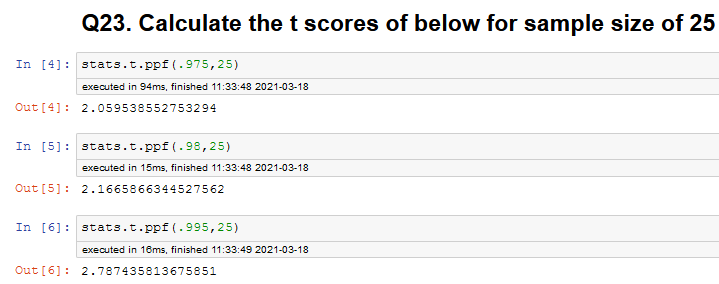 Q23. Calculate the t scores of below for sample size of 25
In [4]: stats.t.ppf(.975,25)
executed in 94ms, finished 11:33:48 2021-03-18
Out[4]: 2.059538552753294
In [5]: stats.t.ppf(.98,25)
executed in 15ms, finished 11:33:48 2021-03-18
Out[5]: 2.1665866344527562
In [6]: stats.t.ppf(.995,25)
executed in 16ms, finished 11:33:49 2021-03-18
Out[6]: 2.787435813675851